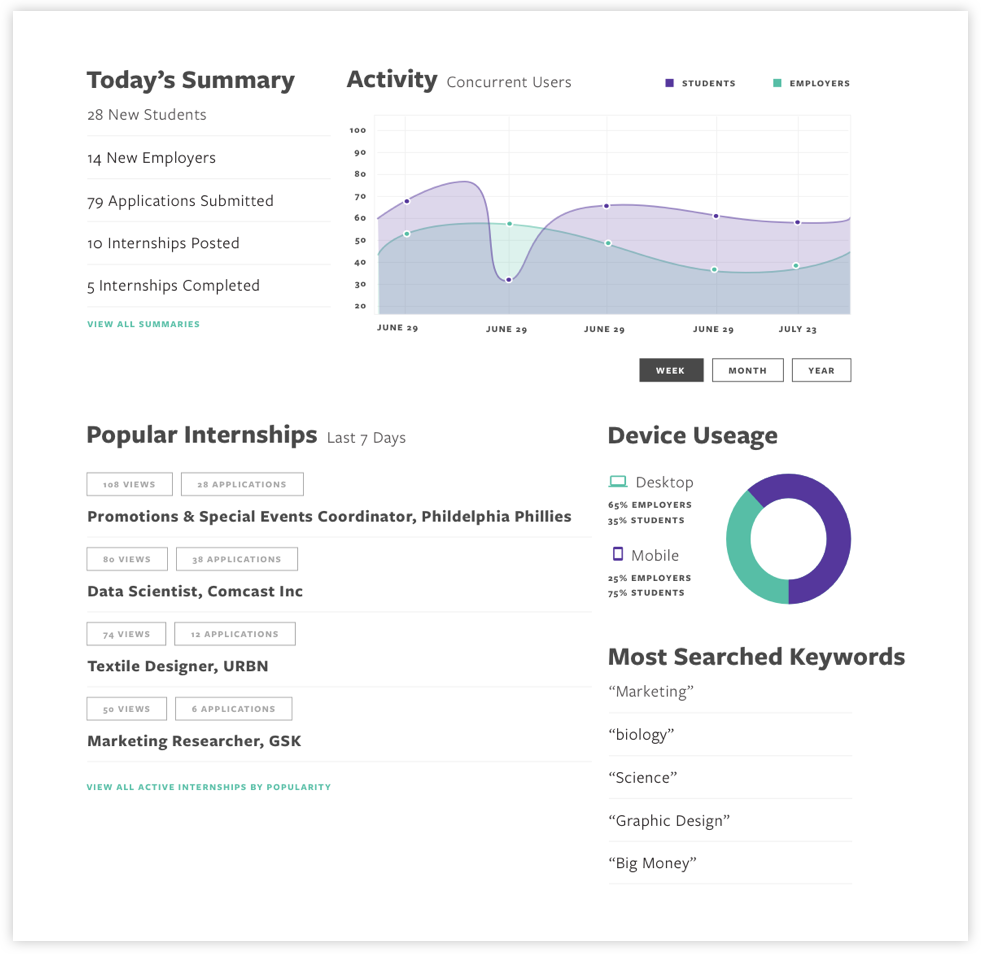 Today’s Summary
28 New Students
14 New Employers
79 Applications Submitted
10 Internships Posted
5 Internships Completed
VIEW ALL SUMMARIES
Activity Concurrent Users
STUDENTS EMPLOYERS
100
90
80
70
60
50
40
30
20
JUNE 29 JUNE 29 JUNE 29 JUNE 29 JULY 23
WEEK MONTH YEAR
Popular Internships Last 7 Days
108 VIEWS 28 APPLICATIONS
Promotions & Special Events Coordinator, Phildelphia Phillies
80 VIEWS 38 APPLICATIONS
Data Scientist, Comcast Inc
74 VIEWS 12 APPLICATIONS
Textile Designer, URBN
50 VIEWS 6 APPLICATIONS
Marketing Researcher, GSK
VIEW ALL ACTIVE INTERNSHIPS BY POPULARITY
Device Useage
Desktop
65% EMPLOYERS
35% STUDENTS
Mobile
25% EMPLOYERS
75% STUDENTS
Most Searched Keywords
“Marketing”
“biology”
“Science”
“Graphic Design”
“Big Money”